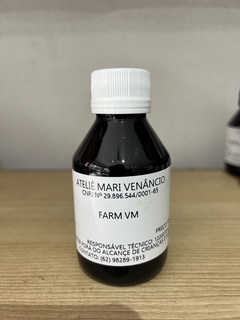 ATELIÊ MARI VENÂNCIO
CNPJ Nº 29.896.544/0001-65
FARM VM
RESPONSÁVEL TÉCNICO:
FORA DO ALCANCE DE CRIANÇAS
CONTATO: (62) 98289-1913